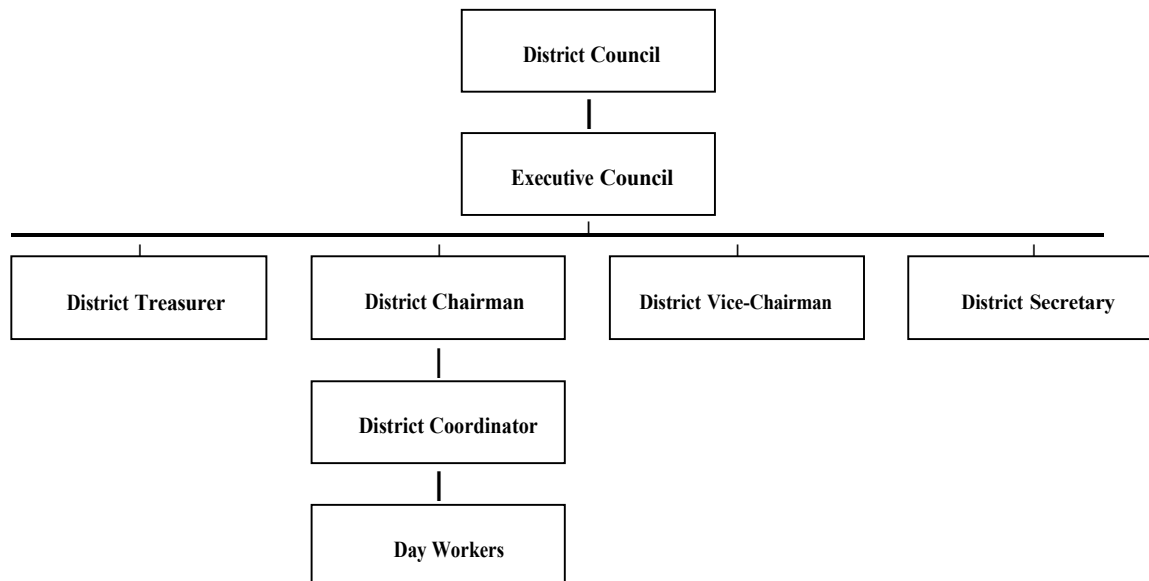 District Council
Executive Council
District Treasurer
District Chairman
District Vice-Chairman
District Secretary
District Coordinator
Day Workers